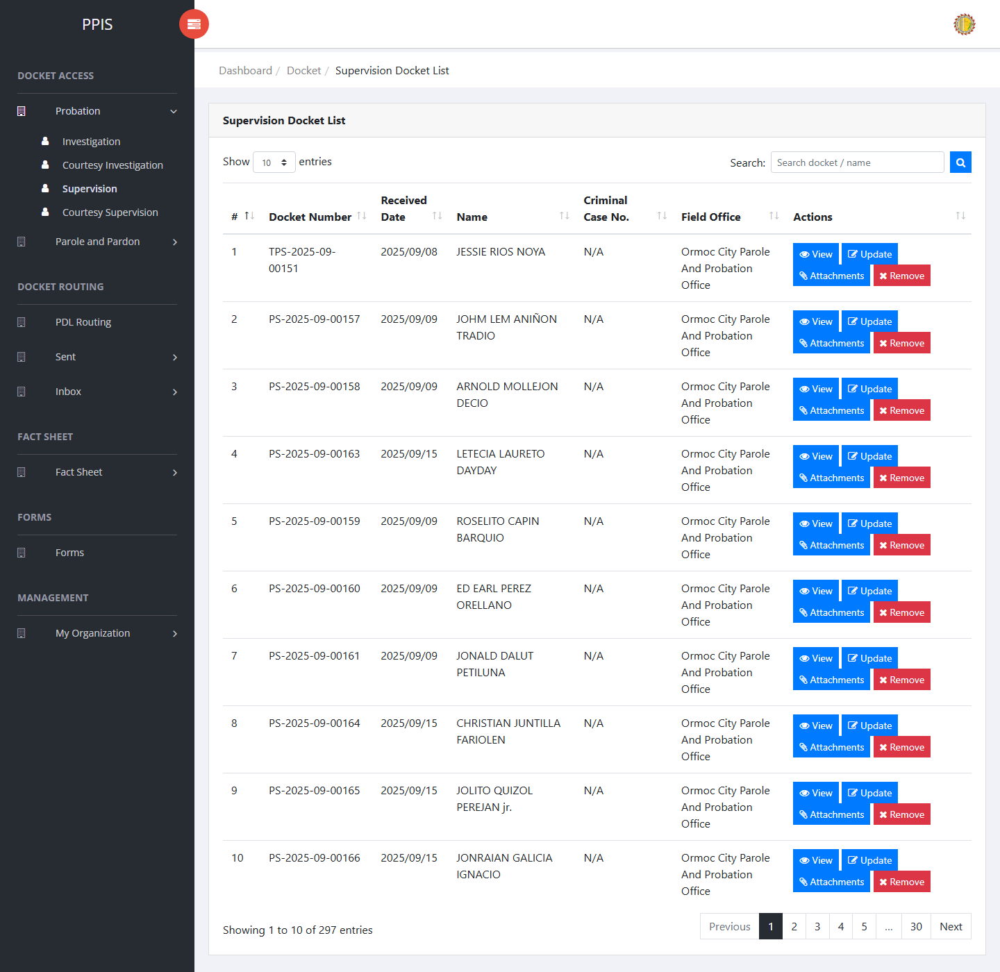 PPIS
DOCKET ACCESS
Probation
Investigation
Courtesy Investigation
Supervision
Courtesy Supervision
Parole and Pardon
DOCKET ROUTING
PDL Routing
Sent
Inbox
FACT SHEET
Fact Sheet
FORMS
Forms
MANAGEMENT
My Organization
Dashboard / Docket / Supervision Docket List
Supervision Docket List
Show 10 entries
Search: Search docket / name
# Docket Number Received Date Name Criminal Case No. Field Office Actions
1 TPS-2025-09-00151 2025/09/08 JESSIE RIOS NOYA N/A Ormoc City Parole And Probation Office View Update Attachments Remove
2 PS-2025-09-00157 2025/09/09 JOHM LEM ANIÑON TRADIO N/A Ormoc City Parole And Probation Office View Update Attachments Remove
3 PS-2025-09-00158 2025/09/09 ARNOLD MOLLEJON DECIO N/A Ormoc City Parole And Probation Office View Update Attachments Remove
4 PS-2025-09-00163 2025/09/15 LETECIA LAURETO DAYDAY N/A Ormoc City Parole And Probation Office View Update Attachments Remove
5 PS-2025-09-00159 2025/09/09 ROSELITO CAPIN BARQUIO N/A Ormoc City Parole And Probation Office View Update Attachments Remove
6 PS-2025-09-00160 2025/09/09 ED EARL PEREZ ORELLANO N/A Ormoc City Parole And Probation Office View Update Attachments Remove
7 PS-2025-09-00161 2025/09/09 JONALD DALUT PETILUNA N/A Ormoc City Parole And Probation Office View Update Attachments Remove
8 PS-2025-09-00164 2025/09/15 CHRISTIAN JUNTILLA FARIOLEN N/A Ormoc City Parole And Probation Office View Update Attachments Remove
9 PS-2025-09-00165 2025/09/15 JOLITO QUIZOL PEREJAN jr. N/A Ormoc City Parole And Probation Office View Update Attachments Remove
10 PS-2025-09-00166 2025/09/15 JONRAIAN GALICIA IGNACIO N/A Ormoc City Parole And Probation Office View Update Attachments Remove
Showing 1 to 10 of 297 entries
Previous 1 2 3 4 5 … 30 Next